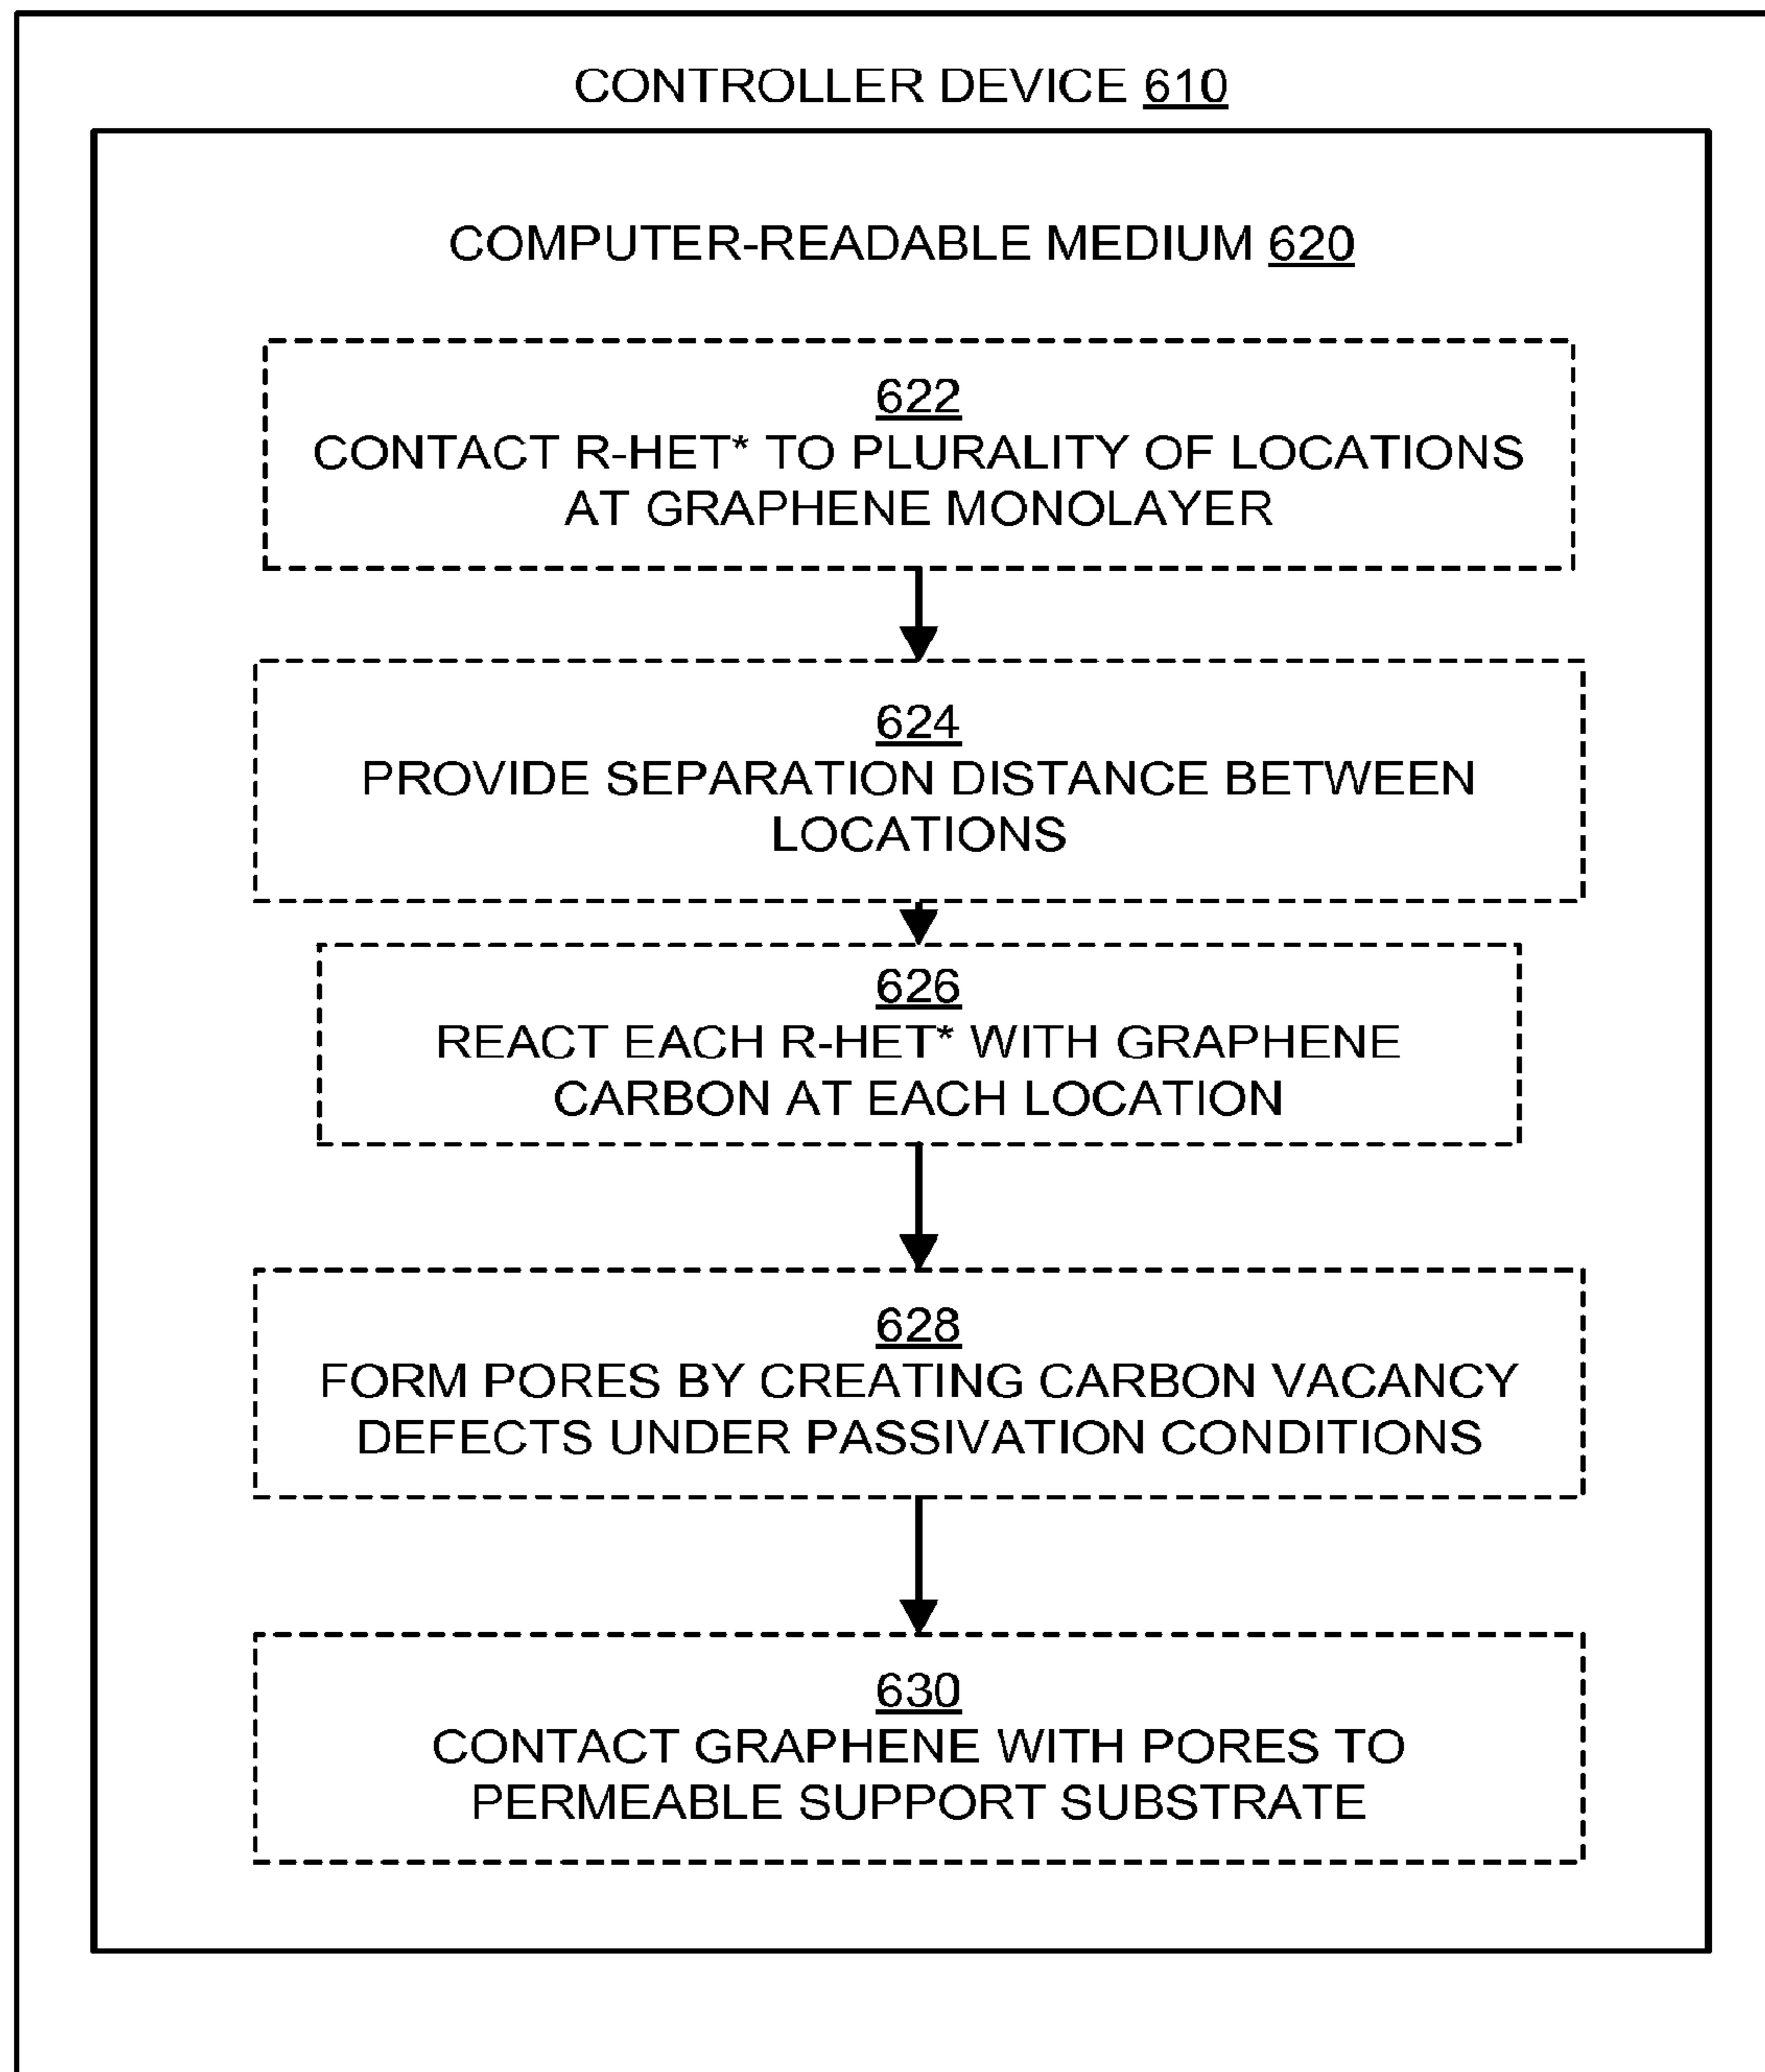 CONTROLLER DEVICE 610
COMPUTER-READABLE MEDIUM 620
622
CONTACT R-HET* TO PLURALITY OF LOCATIONS
AT GRAPHENE MONOLAYER
624
PROVIDE SEPARATION DISTANCE BETWEEN
LOCATIONS
626
REACT EACH R-HET* WITH GRAPHENE
CARBON AT EACH LOCATION
628
FORM PORES BY CREATING CARBON VACANCY
DEFECTS UNDER PASSIVATION CONDITIONS
630
CONTACT GRAPHENE WITH PORES TO
PERMEABLE SUPPORT SUBSTRATE